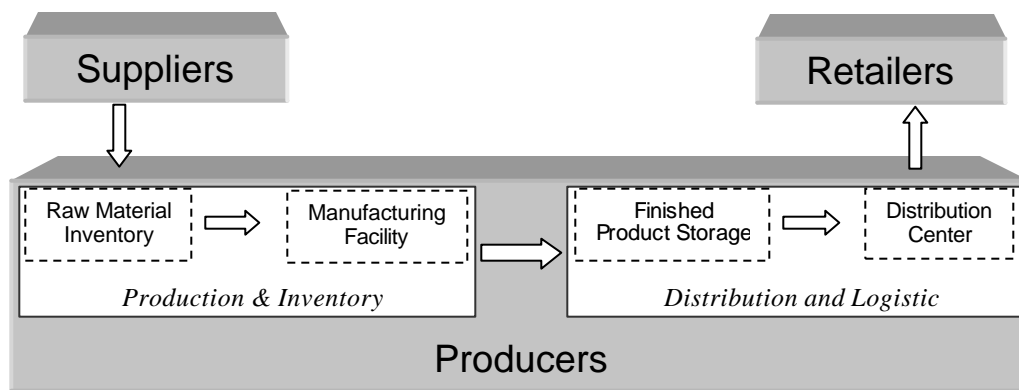 Suppliers
Retailers
Raw Material
Inventory
Manufacturing
Facility
Finished
Product Storage
Distribution
Center
Production & Inventory
Distribution and Logistic
Producers